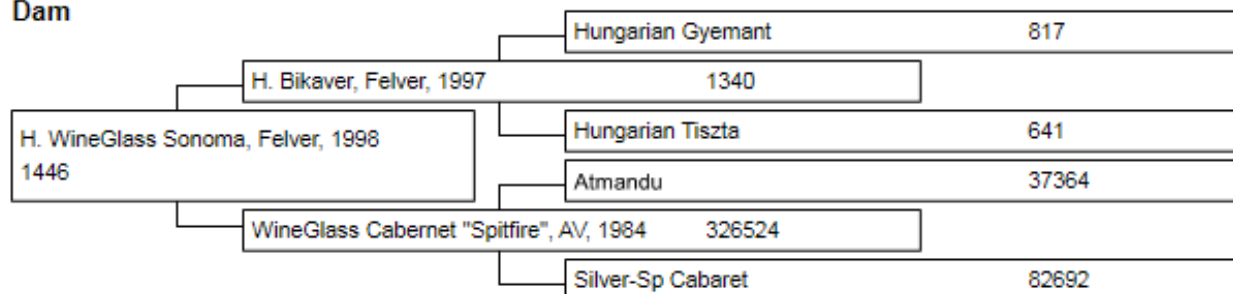 Dam
Hungarian Gyemant 817
H. Bikaver, Felver, 1997 1340
Hungarian Tiszta 641
H. WineGlass Sonoma, Felver, 1998
1446
Atmandu 37364
WineGlass Cabernet "Spitfire", AV, 1984 326524
Silver-Sp Cabaret 82692